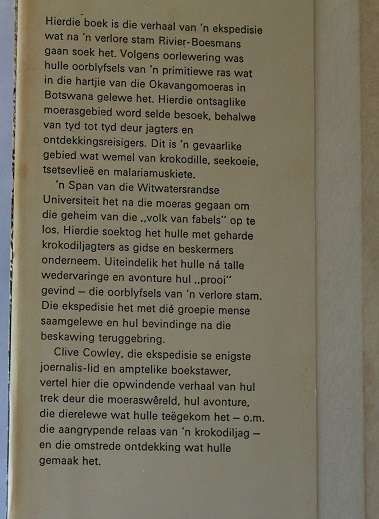 Hierdie boek is die verhaal van 'n ekspedisie
wat na 'n verlore stam Rivier-Boesmans
gaan soek het. Volgens oorlewering was
hulle oorblyfsels van 'n primitiewe ras wat
in die hartjie van die Okavangomoeras in
Botswana gelewe het. Hierdie ontsaglike
moerasgebied word selde besoek, behalwe
van tyd tot tyd deur jagters en
ontdekkingsreisigers. Dit is 'n gevaarlike
gebied wat wemel van krokodille, seekoeie,
tsetsevlieë en malariamuskiete.
'n Span van die Witwatersrandse
Universiteit het na die moeras gegaan om
die geheim van die „volk van fabels" op te
los. Hierdie soektog het hulle met geharde
krokodiljagters as gidse en beskermers
onderneem. Uiteindelik het hulle ná talle
wedervaringe en avonture hul „prooi"
gevind – die oorblyfsels van 'n verlore stam.
Die ekspedisie het met dié groepie mense
saamgelewe en hul bevindinge na die
beskawing teruggebring.
Clive Cowley, die ekspedisie se enigste
joernalis-lid en amptelike boekstawer,
vertel hier die opwindende verhaal van hul
trek deur die moeraswêreld, hul avonture,
die dierelewe wat hulle teëgekom het – o.m.
die aangrypende relaas van 'n krokodiljag –
en die omstrede ontdekking wat hulle
gemaak het.